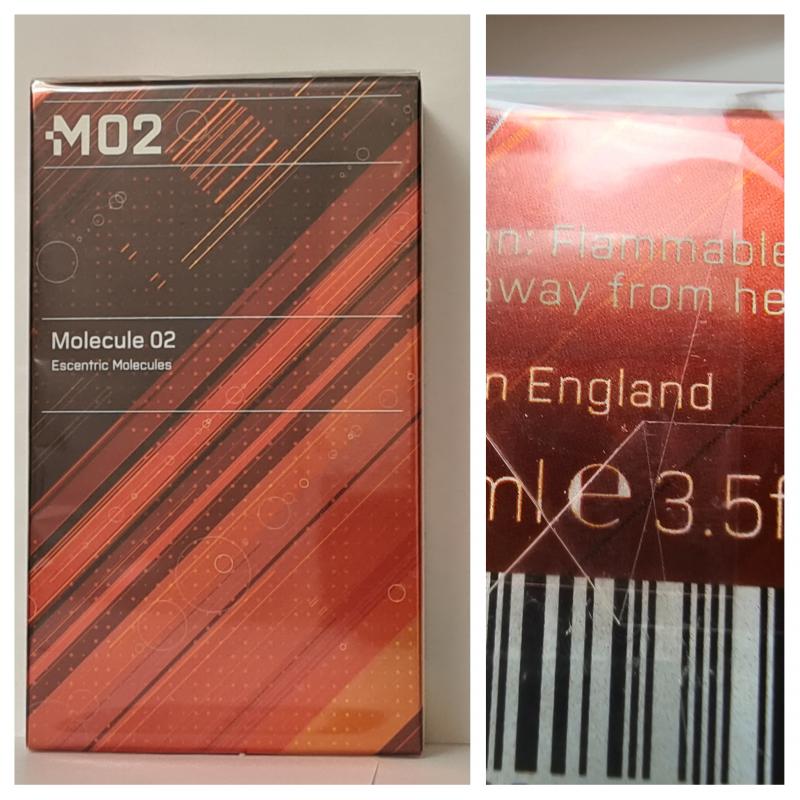 M02
Molecule 02
Escentric Molecules
n: Flammable
away from he
n England
ml e 3.5f